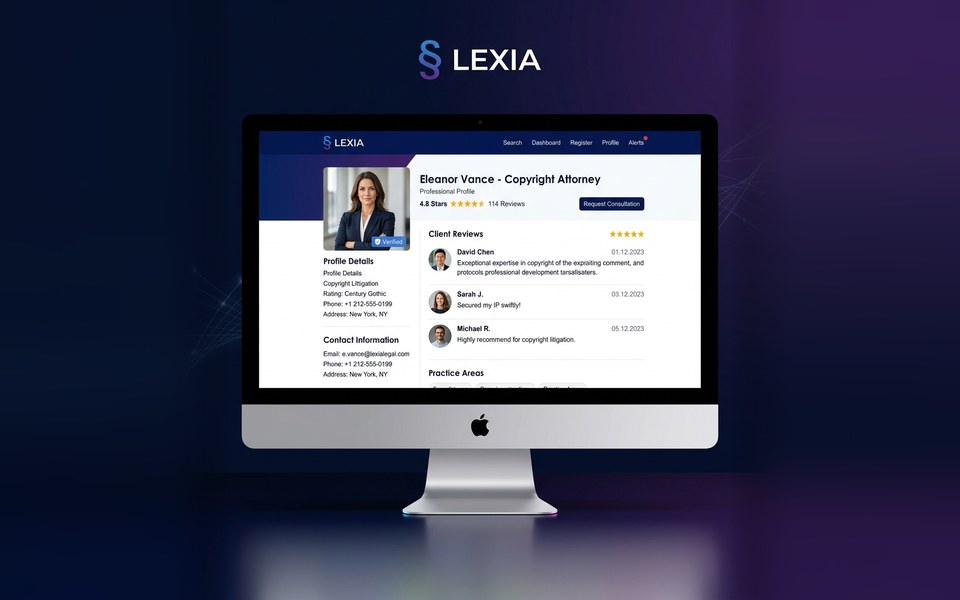 § LEXIA
§ LEXIA
Search Dashboard Register Profile Alerts
Eleanor Vance - Copyright Attorney
Professional Profile
4.8 Stars 114 Reviews
Request Consultation
Verified
Profile Details
Profile Details
Copyright Littigation
Rating: Century Gothic
Phone: +1 212-555-0199
Address: New York, NY
Contact Information
Email: e.vance@lexialegal.com
Phone: +1 212-555-0199
Address: New York, NY
Client Reviews
David Chen 01.12.2023
Exceptional expertise in copyright of the expraiting comment, and
protocols professional development tarsalisaters.
Sarah J. 03.12.2023
Secured my IP swiftly!
Michael R. 05.12.2023
Highly recommend for copyright litigation.
Practice Areas